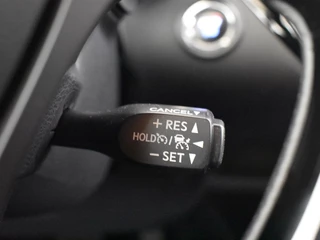 CANCEL
+ RES ▲
HOLD / ◀
− SET ▼